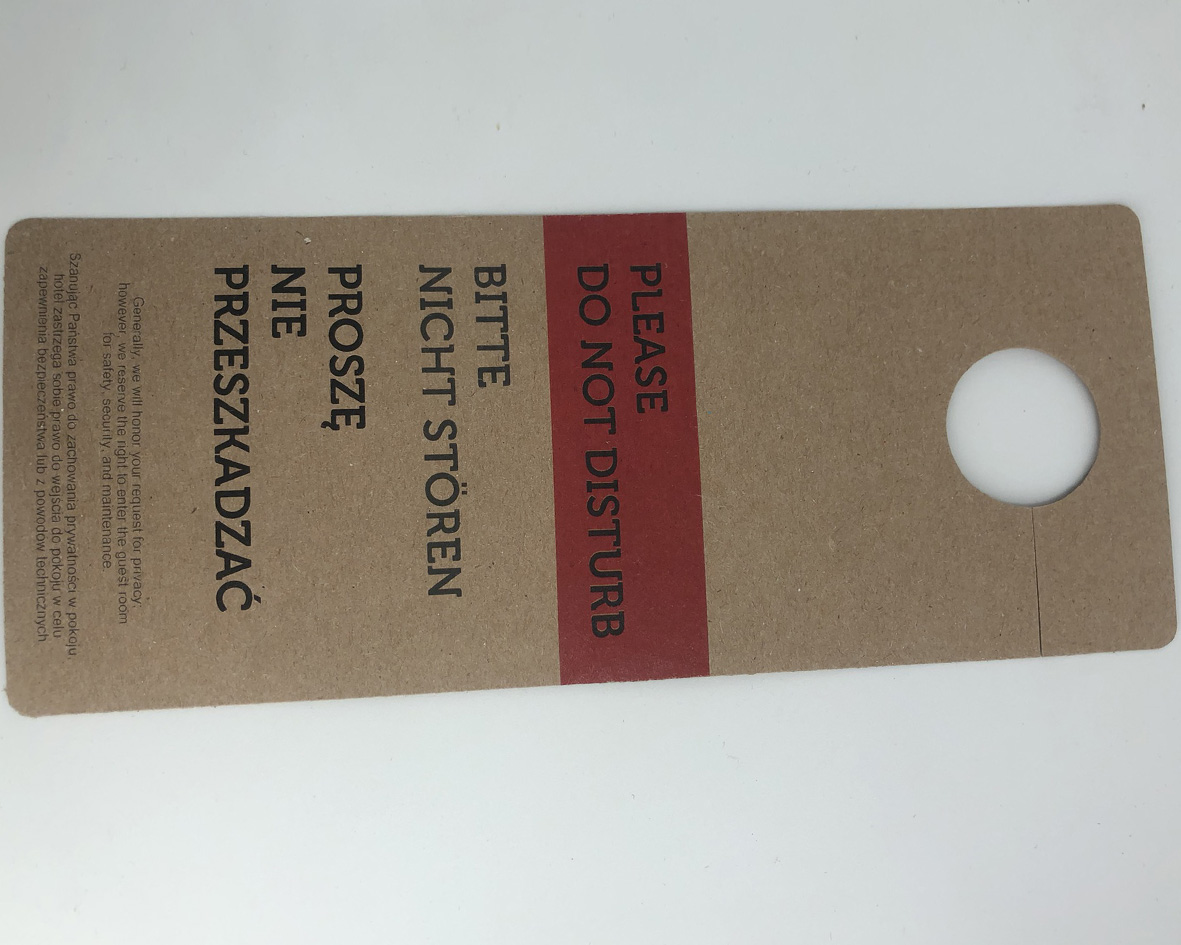 PLEASE
DO NOT DISTURB
BITTE
NICHT STÖREN
PROSZĘ
NIE
PRZESZKADZAĆ
Generally, we will honor your request for privacy;
however, we reserve the right to enter the guest room
for safety, security, and maintenance.
Szanując Państwa prawo do zachowania prywatności w pokoju,
hotel zastrzega sobie prawo do wejścia do pokoju w celu
zapewnienia bezpieczeństwa lub z powodów technicznych